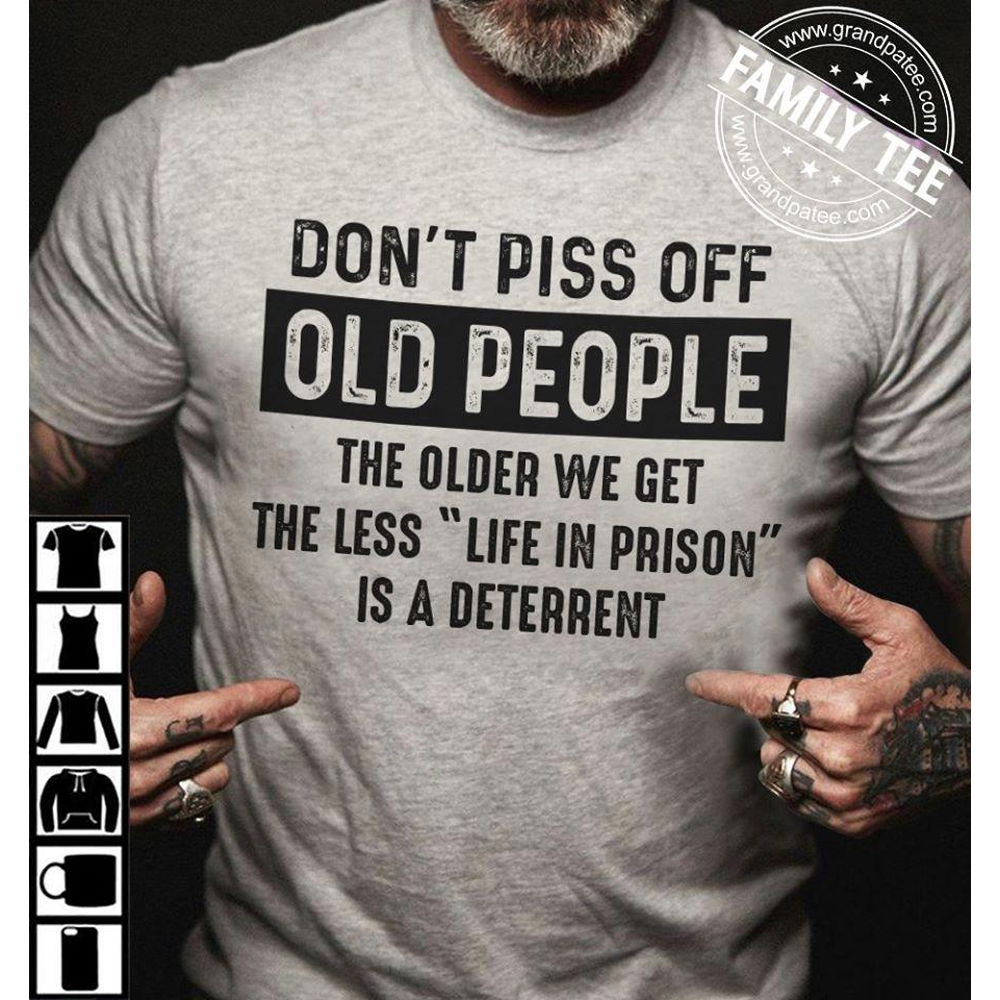 www.grandpatee.com
FAMILY TEE
www.grandpatee.com
DON'T PISS OFF
OLD PEOPLE
THE OLDER WE GET
THE LESS "LIFE IN PRISON"
IS A DETERRENT